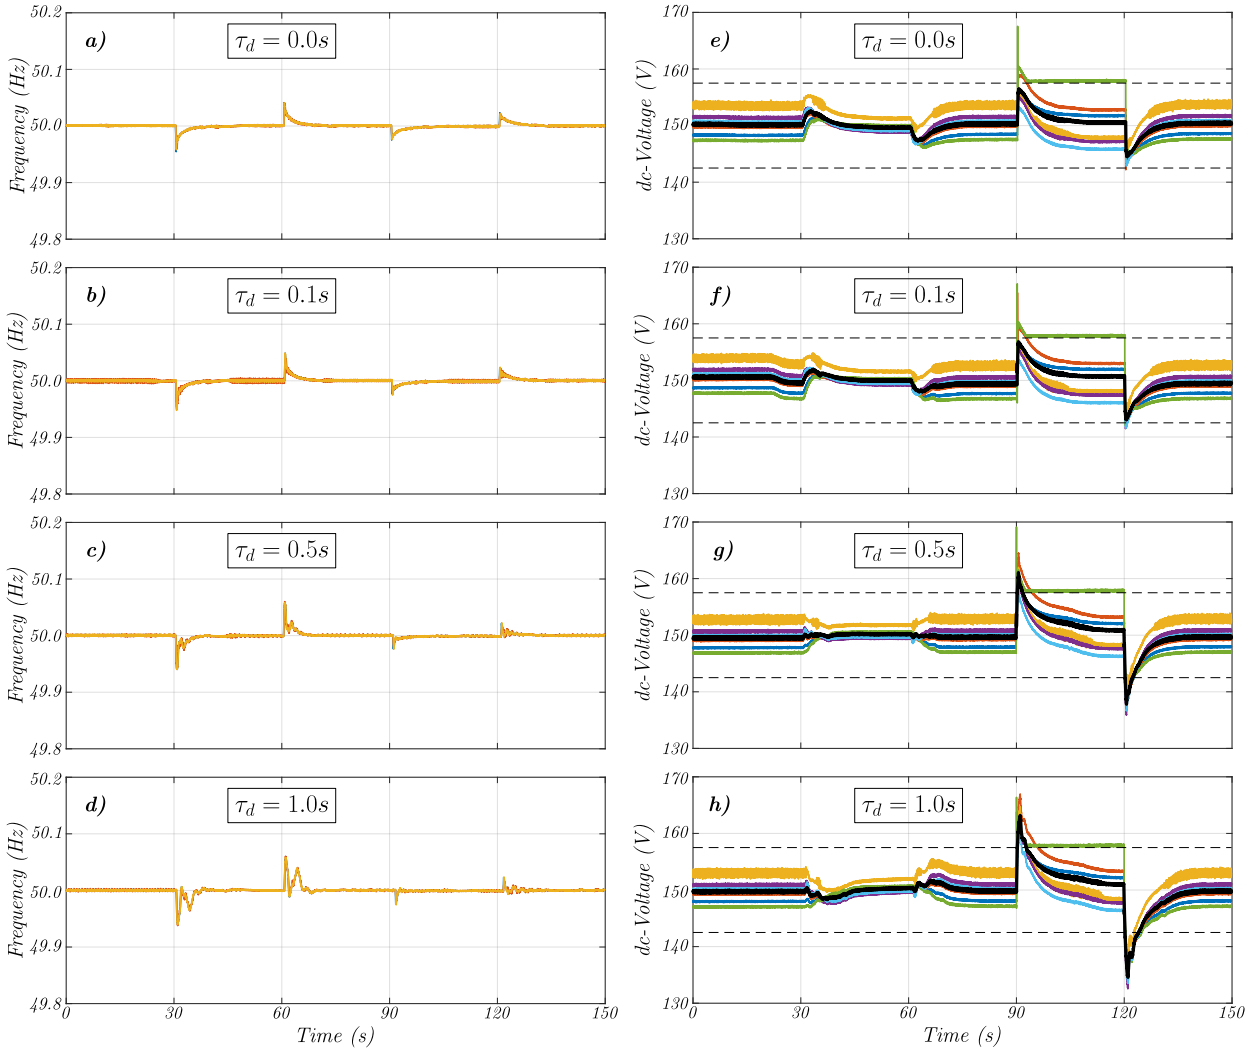 50.2
a)
τd = 0.0s
50.1
50.0
49.9
49.8
Frequency (Hz)
170
e)
τd = 0.0s
160
150
140
130
dc-Voltage (V)
50.2
b)
τd = 0.1s
50.1
50.0
49.9
49.8
Frequency (Hz)
170
f)
τd = 0.1s
160
150
140
130
dc-Voltage (V)
50.2
c)
τd = 0.5s
50.1
50.0
49.9
49.8
Frequency (Hz)
170
g)
τd = 0.5s
160
150
140
130
dc-Voltage (V)
50.2
d)
τd = 1.0s
50.1
50.0
49.9
49.8
Frequency (Hz)
0 30 60 90 120 150
Time (s)
170
h)
τd = 1.0s
160
150
140
130
dc-Voltage (V)
0 30 60 90 120 150
Time (s)